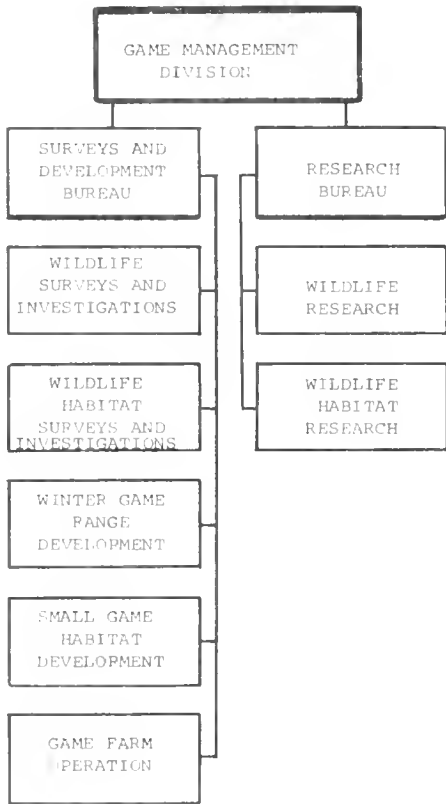 GAME MANAGEMENT
DIVISION
SURVEYS AND
DEVELOPMENT
BUREAU
RESEARCH
BUREAU
WILDLIFE
SURVEYS AND
INVESTIGATIONS
WILDLIFE
RESEARCH
WILDLIFE
HABITAT
SURVEYS AND
INVESTIGATIONS
WILDLIFE
HABITAT
RESEARCH
WINTER GAME
RANGE
DEVELOPMENT
SMALL GAME
HABITAT
DEVELOPMENT
GAME FARM
OPERATION